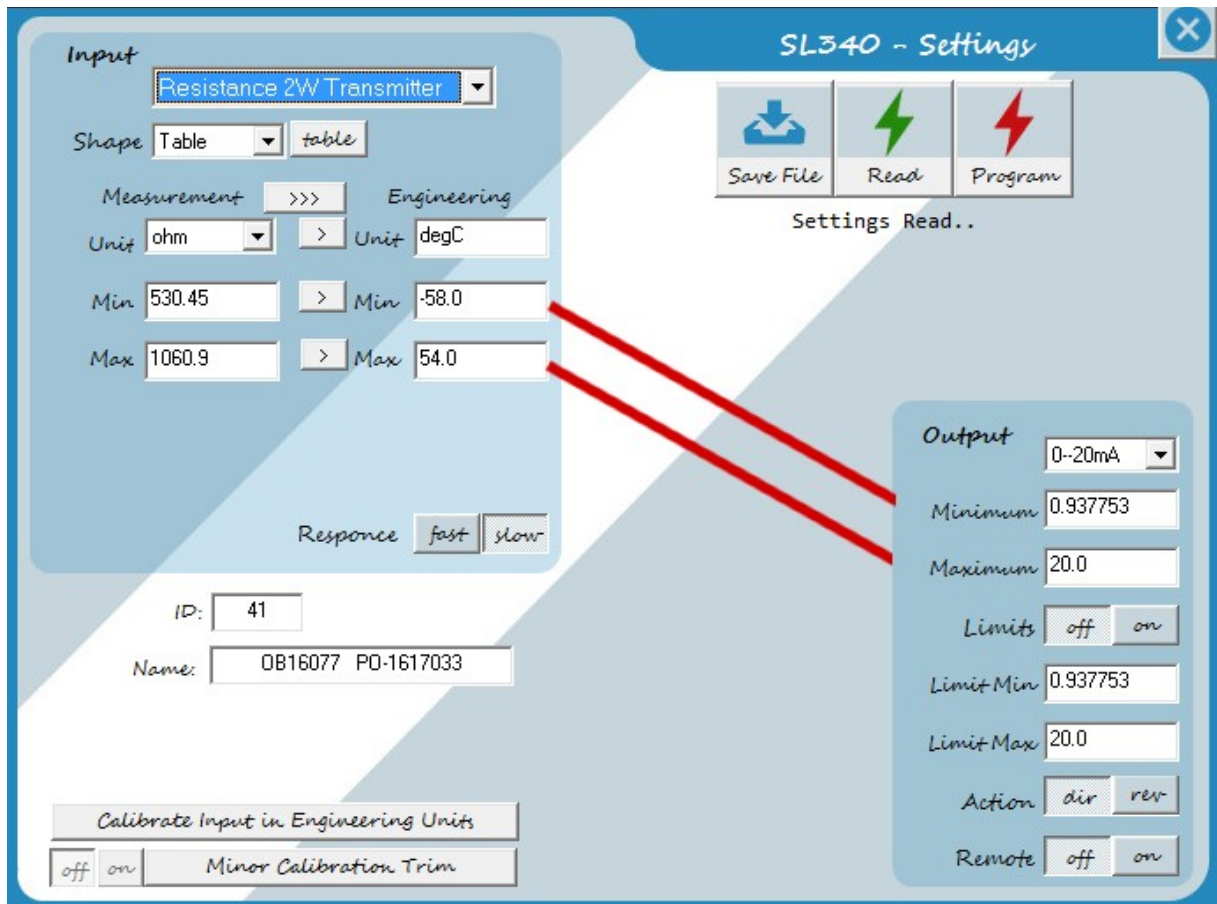 SL340 - Settings
Input
Resistance 2W Transmitter
Shape Table table
Measurement >>> Engineering
Unit ohm > Unit degC
Min 530.45 > Min -58.0
Max 1060.9 > Max 54.0
Responce fast slow
ID: 41
Name: OB16077 PO-1617033
Calibrate Input in Engineering Units
off on Minor Calibration Trim
Save File Read Program
Settings Read..
Output 0--20mA
Minimum 0.937753
Maximum 20.0
Limits off on
Limit Min 0.937753
Limit Max 20.0
Action dir rev
Remote off on